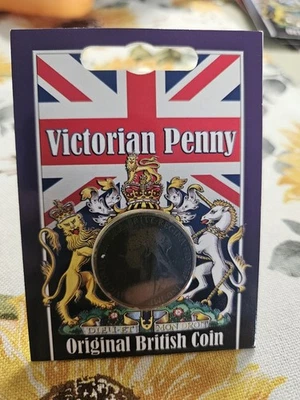 Victorian Penny
DIEU ET MON DROIT
Original British Coin